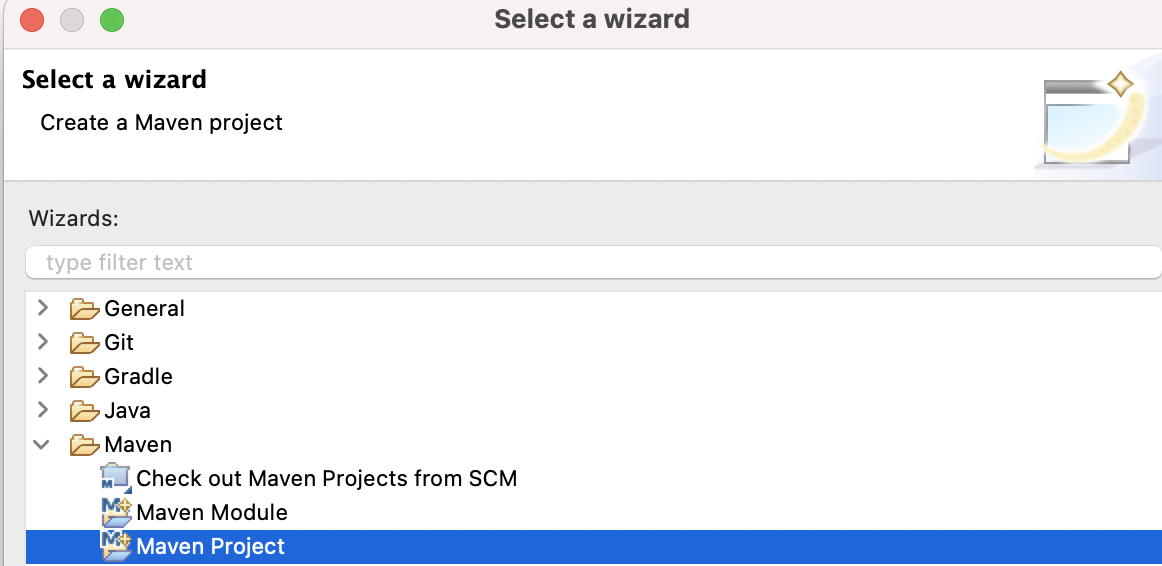 Select a wizard
Select a wizard
Create a Maven project
Wizards:
type filter text
General
Git
Gradle
Java
Maven
Check out Maven Projects from SCM
Maven Module
Maven Project